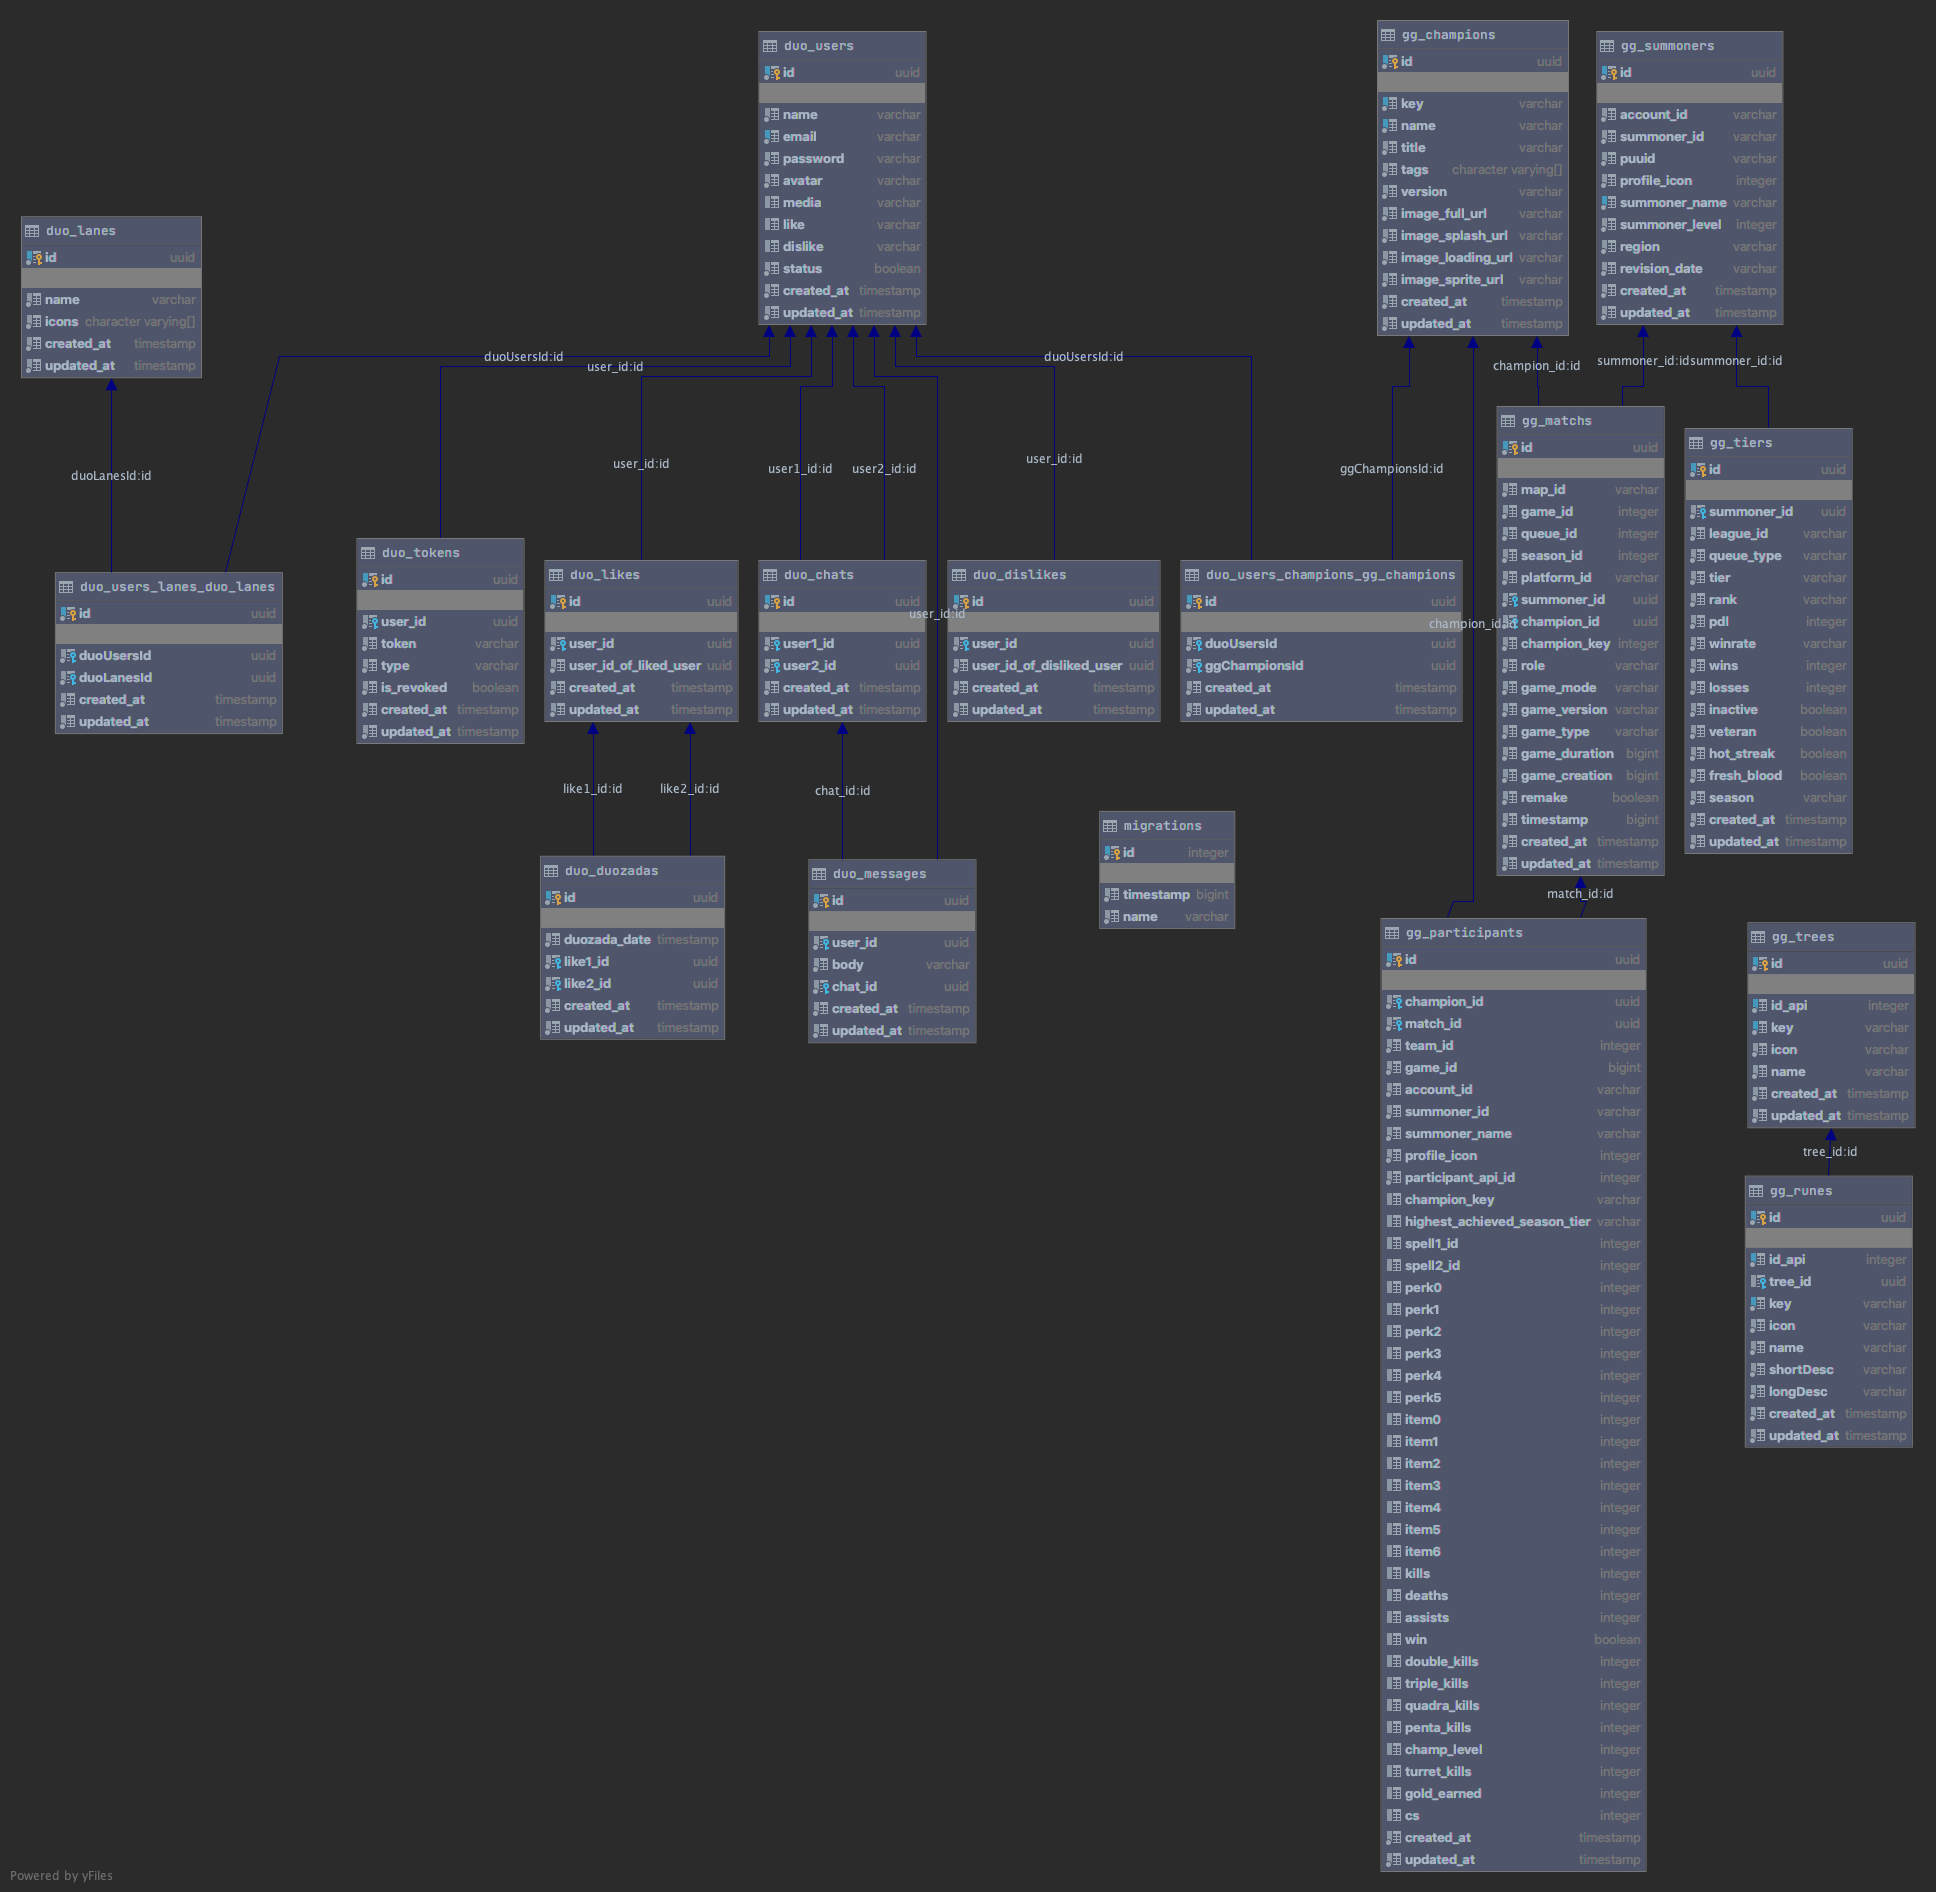 duo_users
id uuid
name varchar
email varchar
password varchar
avatar varchar
media varchar
like varchar
dislike varchar
status boolean
created_at timestamp
updated_at timestamp
gg_champions
id uuid
key varchar
name varchar
title varchar
tags character varying[]
version varchar
image_full_url varchar
image_splash_url varchar
image_loading_url varchar
image_sprite_url varchar
created_at timestamp
updated_at timestamp
gg_summoners
id uuid
account_id varchar
summoner_id varchar
puuid varchar
profile_icon integer
summoner_name varchar
summoner_level integer
region varchar
revision_date varchar
created_at timestamp
updated_at timestamp
duo_lanes
id uuid
name varchar
icons character varying[]
created_at timestamp
updated_at timestamp
duoUsersId:id
user_id:id
duoUsersId:id
champion_id:id
summoner_id:id
summoner_id:id
duoLanesId:id
user_id:id
user1_id:id
user2_id:id
user_id:id
ggChampionsId:id
gg_matchs
id uuid
map_id varchar
game_id integer
queue_id integer
season_id integer
platform_id varchar
summoner_id uuid
champion_id uuid
champion_key integer
role varchar
game_mode varchar
game_version varchar
game_type varchar
game_duration bigint
game_creation bigint
remake boolean
timestamp bigint
created_at timestamp
updated_at timestamp
gg_tiers
id uuid
summoner_id uuid
league_id varchar
queue_type varchar
tier varchar
rank varchar
pdl integer
winrate varchar
wins integer
losses integer
inactive boolean
veteran boolean
hot_streak boolean
fresh_blood boolean
season varchar
created_at timestamp
updated_at timestamp
duo_users_lanes_duo_lanes
id uuid
duoUsersId uuid
duoLanesId uuid
created_at timestamp
updated_at timestamp
duo_tokens
id uuid
user_id uuid
token varchar
type varchar
is_revoked boolean
created_at timestamp
updated_at timestamp
duo_likes
id uuid
user_id uuid
user_id_of_liked_user uuid
created_at timestamp
updated_at timestamp
duo_chats
id uuid
user1_id uuid
user2_id uuid
created_at timestamp
updated_at timestamp
user_id:id
duo_dislikes
id uuid
user_id uuid
user_id_of_disliked_user uuid
created_at timestamp
updated_at timestamp
duo_users_champions_gg_champions
id uuid
duoUsersId uuid
ggChampionsId uuid
created_at timestamp
updated_at timestamp
champion_id:id
like1_id:id
like2_id:id
chat_id:id
duo_duozadas
id uuid
duozada_date timestamp
like1_id uuid
like2_id uuid
created_at timestamp
updated_at timestamp
duo_messages
id uuid
user_id uuid
body varchar
chat_id uuid
created_at timestamp
updated_at timestamp
migrations
id integer
timestamp bigint
name varchar
match_id:id
gg_participants
id uuid
champion_id uuid
match_id uuid
team_id integer
game_id bigint
account_id varchar
summoner_id varchar
summoner_name varchar
profile_icon integer
participant_api_id integer
champion_key varchar
highest_achieved_season_tier varchar
spell1_id integer
spell2_id integer
perk0 integer
perk1 integer
perk2 integer
perk3 integer
perk4 integer
perk5 integer
item0 integer
item1 integer
item2 integer
item3 integer
item4 integer
item5 integer
item6 integer
kills integer
deaths integer
assists integer
win boolean
double_kills integer
triple_kills integer
quadra_kills integer
penta_kills integer
champ_level integer
turret_kills integer
gold_earned integer
cs integer
created_at timestamp
updated_at timestamp
gg_trees
id uuid
id_api integer
key varchar
icon varchar
name varchar
created_at timestamp
updated_at timestamp
tree_id:id
gg_runes
id uuid
id_api integer
tree_id uuid
key varchar
icon varchar
name varchar
shortDesc varchar
longDesc varchar
created_at timestamp
updated_at timestamp
Powered by yFiles